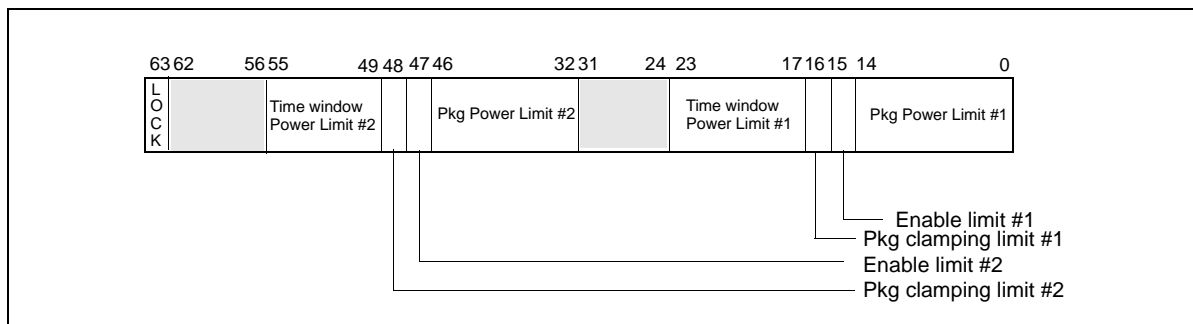 63 62 56 55 49 48 47 46 32 31 24 23 17 16 15 14 0
L
O
C
K
Time window
Power Limit #2
Pkg Power Limit #2
Time window
Power Limit #1
Pkg Power Limit #1
Enable limit #1
Pkg clamping limit #1
Enable limit #2
Pkg clamping limit #2